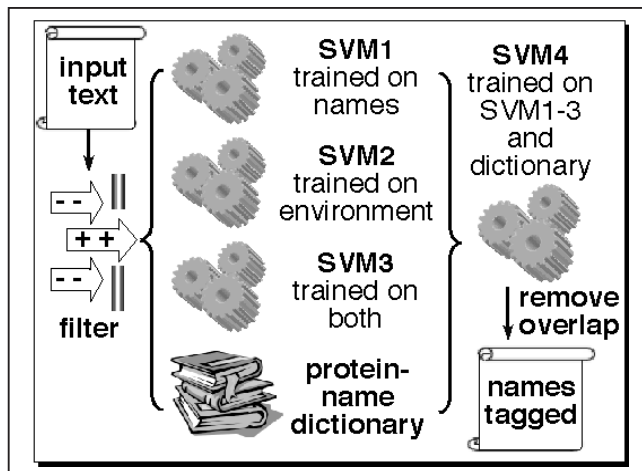 input
text
- -
+ +
- -
filter
SVM1
trained on
names
SVM2
trained on
environment
SVM3
trained on
both
protein-
name
dictionary
SVM4
trained on
SVM1-3
and
dictionary
remove
overlap
names
tagged